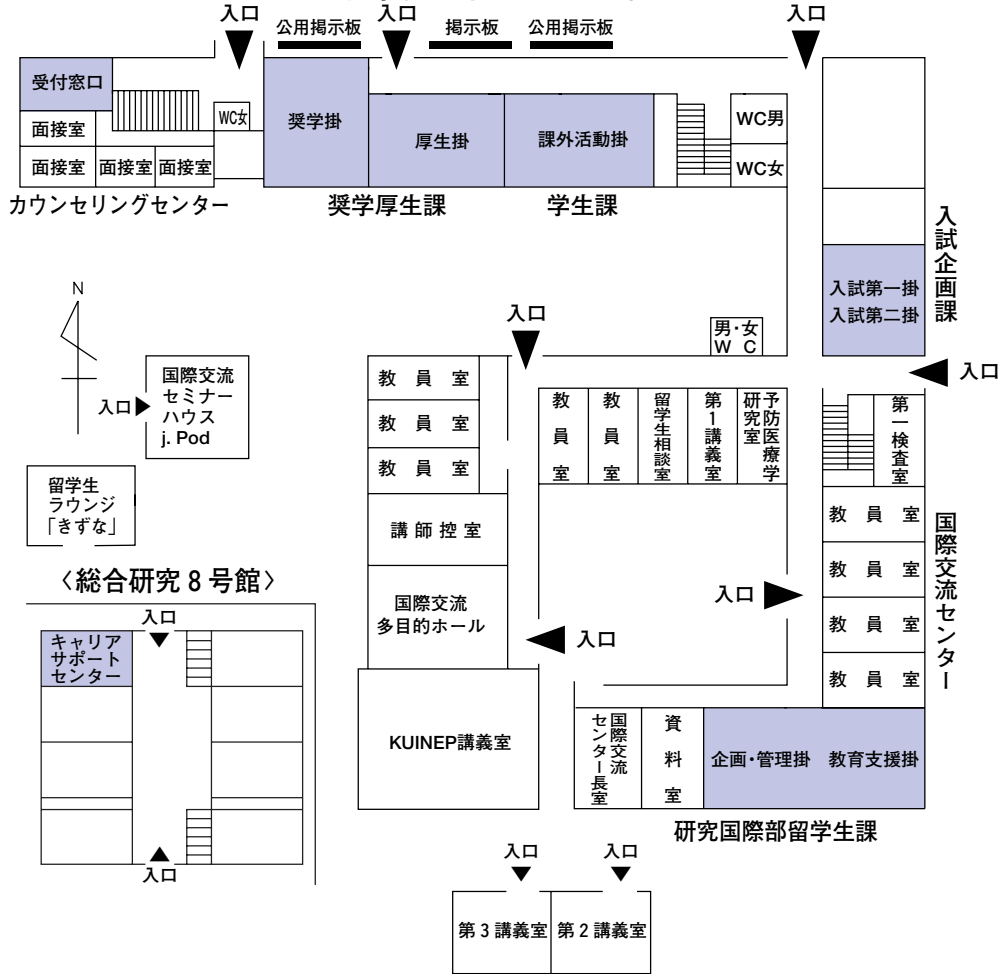 入口
入口
公用掲示板
掲示板
公用掲示板
入口
受付窓口
WC女
奨学掛
厚生掛
課外活動掛
WC男
WC女
面接室
面接室
面接室
面接室
カウンセリングセンター
奨学厚生課
学生課
入試企画課
入試第一掛
入試第二掛
N
入口
男・女
W C
入口
国際交流
セミナー
ハウス
j. Pod
入口
教 員 室
教 員 室
教 員 室
教員室
教員室
留学生相談室
第1講義室
予防医療学
研究室
第一検査室
留学生
ラウンジ
「きずな」
講師控室
教 員 室
教 員 室
教 員 室
教 員 室
国際交流センター
入口
国際交流
多目的ホール
入口
〈総合研究8号館〉
入口
キャリア
サポート
センター
入口
KUINEP講義室
国際交流
センター長室
資料室
企画・管理掛
教育支援掛
研究国際部留学生課
入口
入口
第3講義室
第2講義室